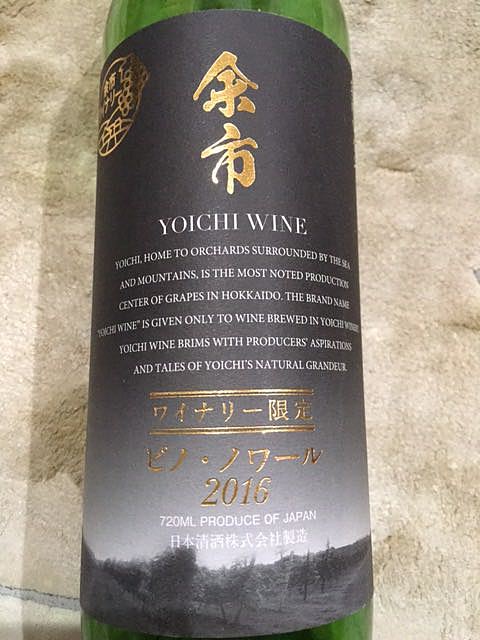 余市
YOICHI WINE
YOICHI, HOME TO ORCHARDS SURROUNDED BY THE SEA
AND MOUNTAINS, IS THE MOST NOTED PRODUCTION
CENTER OF GRAPES IN HOKKAIDO. THE BRAND NAME
"YOICHI WINE" IS GIVEN ONLY TO WINE BREWED IN YOICHI WINERY.
YOICHI WINE BRIMS WITH PRODUCERS' ASPIRATIONS
AND TALES OF YOICHI'S NATURAL GRANDEUR.
ワイナリー限定
ピノ・ノワール
2016
720ML PRODUCE OF JAPAN
日本清酒株式会社製造